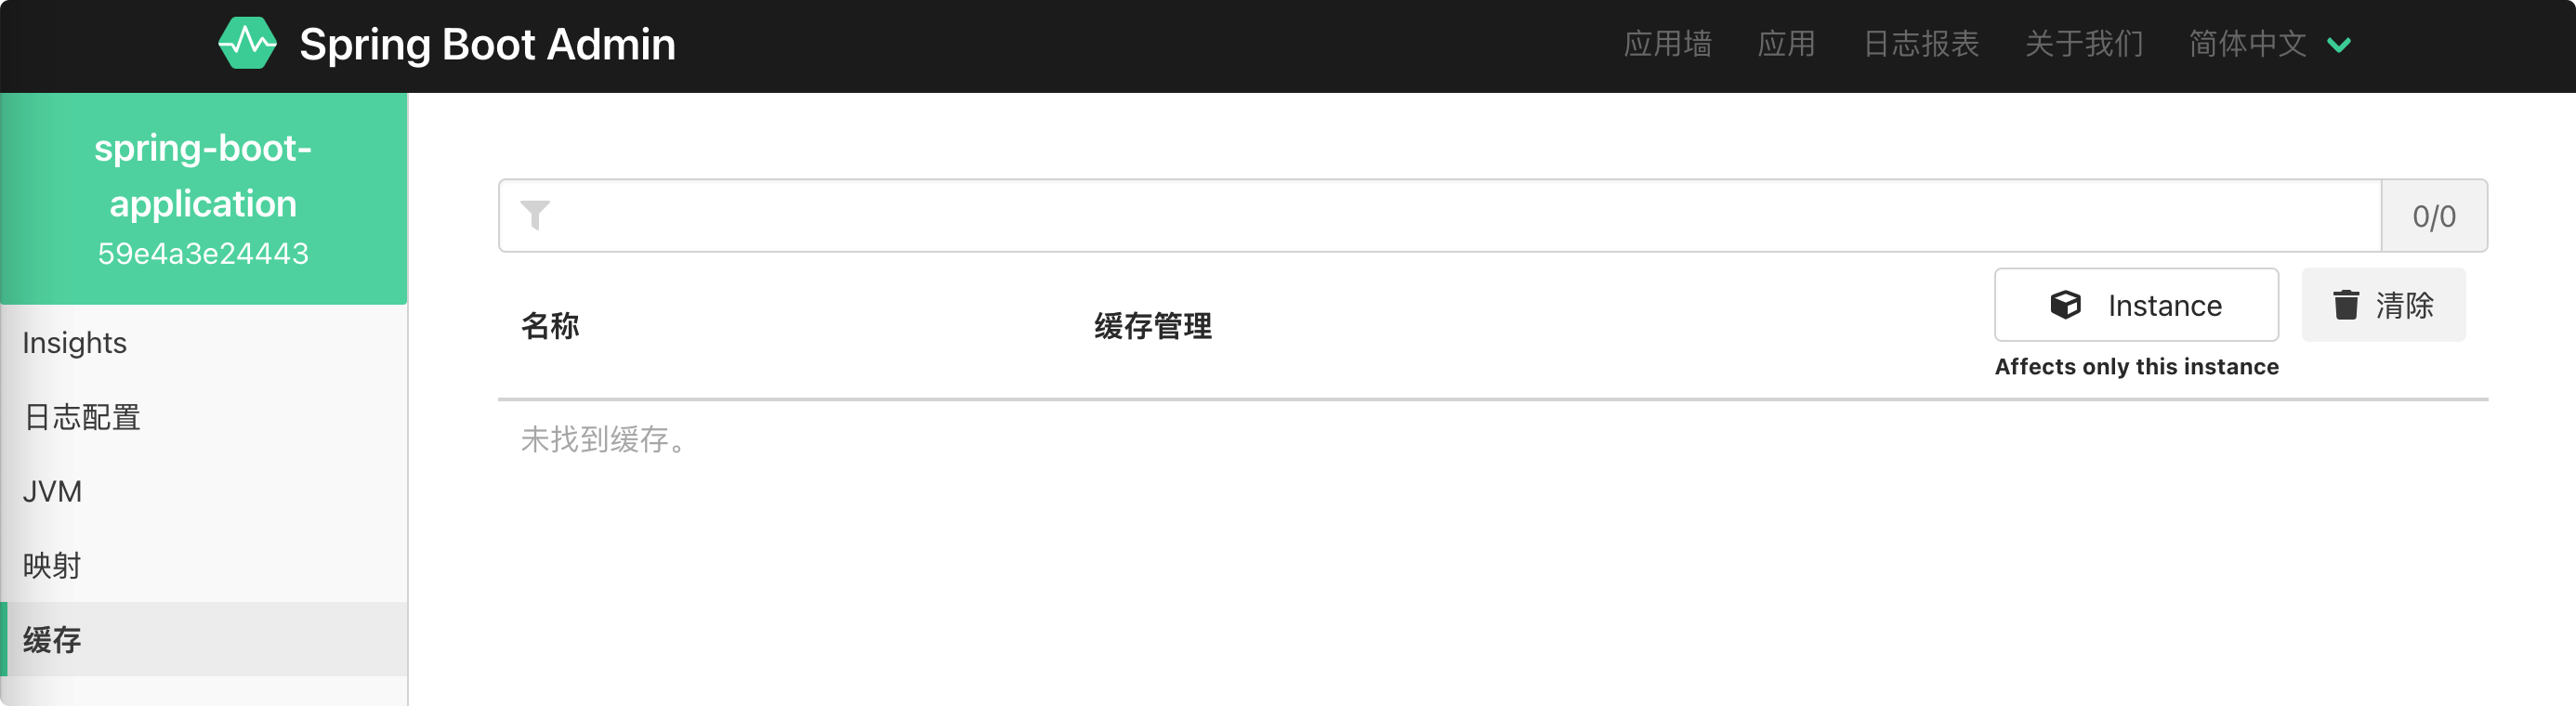 Spring Boot Admin
应用墙 应用 日志报表 关于我们 简体中文
spring-boot-
application
59e4a3e24443
Insights
日志配置
JVM
映射
缓存
0/0
名称 缓存管理 Instance 清除
Affects only this instance
未找到缓存。